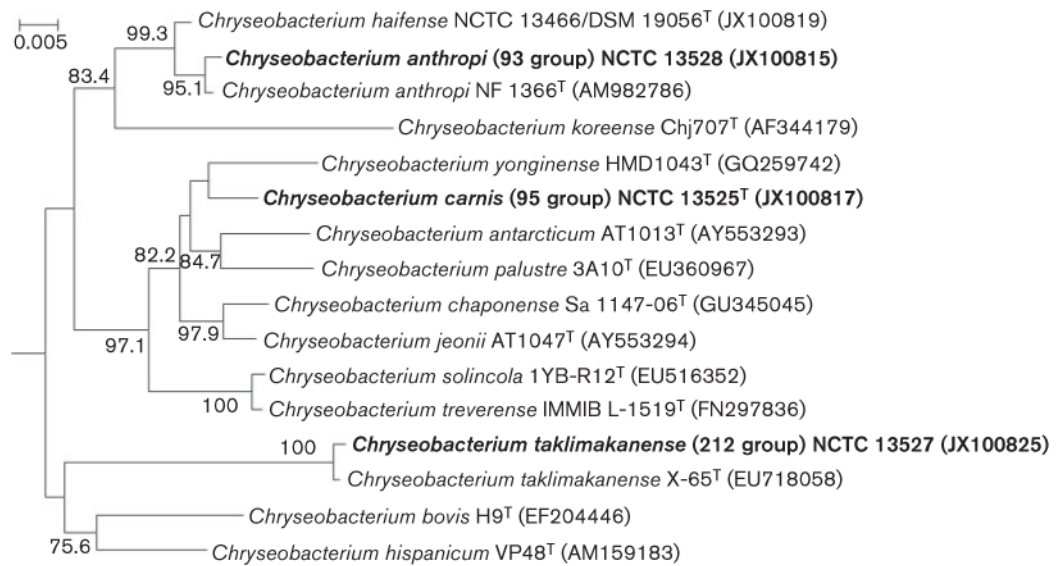 Chryseobacterium haifense NCTC 13466/DSM 19056ᵀ (JX100819)
0.005
99.3
Chryseobacterium anthropi (93 group) NCTC 13528 (JX100815)
83.4
95.1
Chryseobacterium anthropi NF 1366ᵀ (AM982786)
Chryseobacterium koreense Chj707ᵀ (AF344179)
Chryseobacterium yonginense HMD1043ᵀ (GQ259742)
Chryseobacterium carnis (95 group) NCTC 13525ᵀ (JX100817)
Chryseobacterium antarcticum AT1013ᵀ (AY553293)
82.2
84.7
Chryseobacterium palustre 3A10ᵀ (EU360967)
Chryseobacterium chaponense Sa 1147-06ᵀ (GU345045)
97.9
97.1
Chryseobacterium jeonii AT1047ᵀ (AY553294)
Chryseobacterium solincola 1YB-R12ᵀ (EU516352)
100
Chryseobacterium treverense IMMIB L-1519ᵀ (FN297836)
100
Chryseobacterium taklimakanense (212 group) NCTC 13527 (JX100825)
Chryseobacterium taklimakanense X-65ᵀ (EU718058)
Chryseobacterium bovis H9ᵀ (EF204446)
75.6
Chryseobacterium hispanicum VP48ᵀ (AM159183)